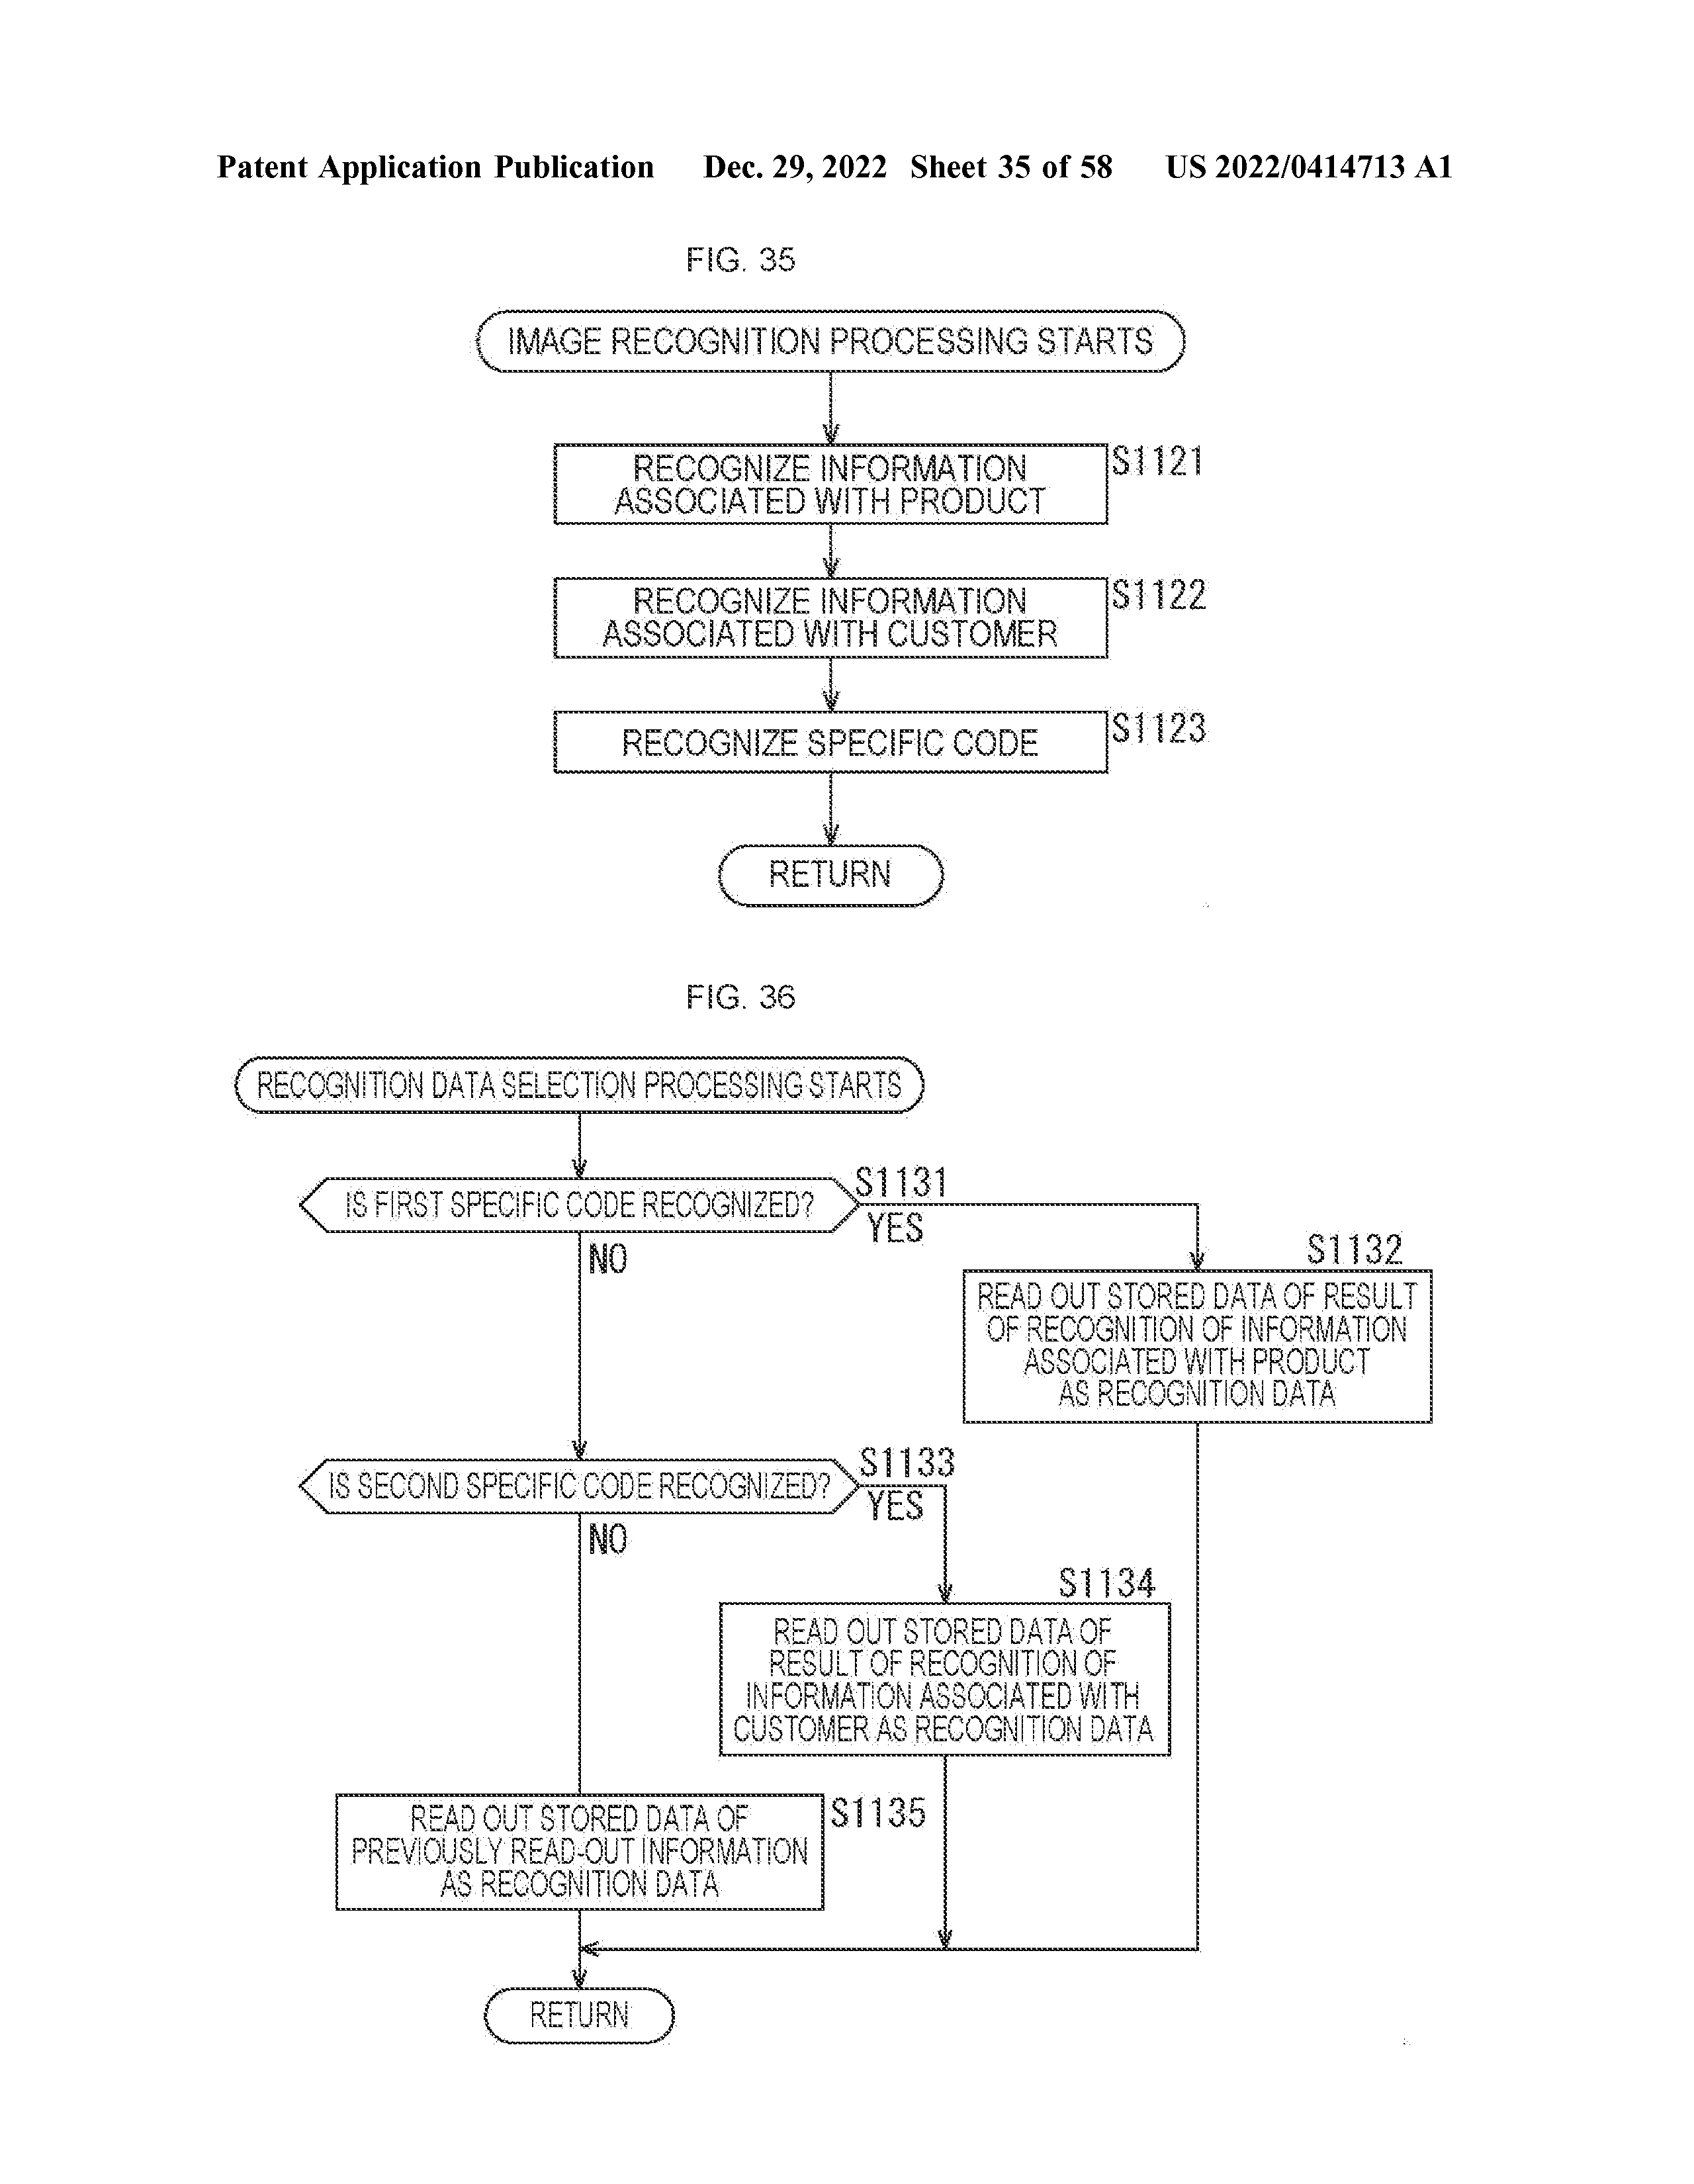 Patent Application Publication Dec. 29, 2022 Sheet 35 of 58 US 2022/0414713 A1
FIG. 35
IMAGE RECOGNITION PROCESSING STARTS
RECOGNIZE INFORMATION
ASSOCIATED WITH PRODUCT
S1121
RECOGNIZE INFORMATION
ASSOCIATED WITH CUSTOMER
S1122
RECOGNIZE SPECIFIC CODE
S1123
RETURN
FIG. 36
RECOGNITION DATA SELECTION PROCESSING STARTS
IS FIRST SPECIFIC CODE RECOGNIZED?
S1131
YES
NO
S1132
READ OUT STORED DATA OF RESULT
OF RECOGNITION OF INFORMATION
ASSOCIATED WITH PRODUCT
AS RECOGNITION DATA
IS SECOND SPECIFIC CODE RECOGNIZED?
S1133
YES
NO
S1134
READ OUT STORED DATA OF
RESULT OF RECOGNITION OF
INFORMATION ASSOCIATED WITH
CUSTOMER AS RECOGNITION DATA
READ OUT STORED DATA OF
PREVIOUSLY READ-OUT INFORMATION
AS RECOGNITION DATA
S1135
RETURN